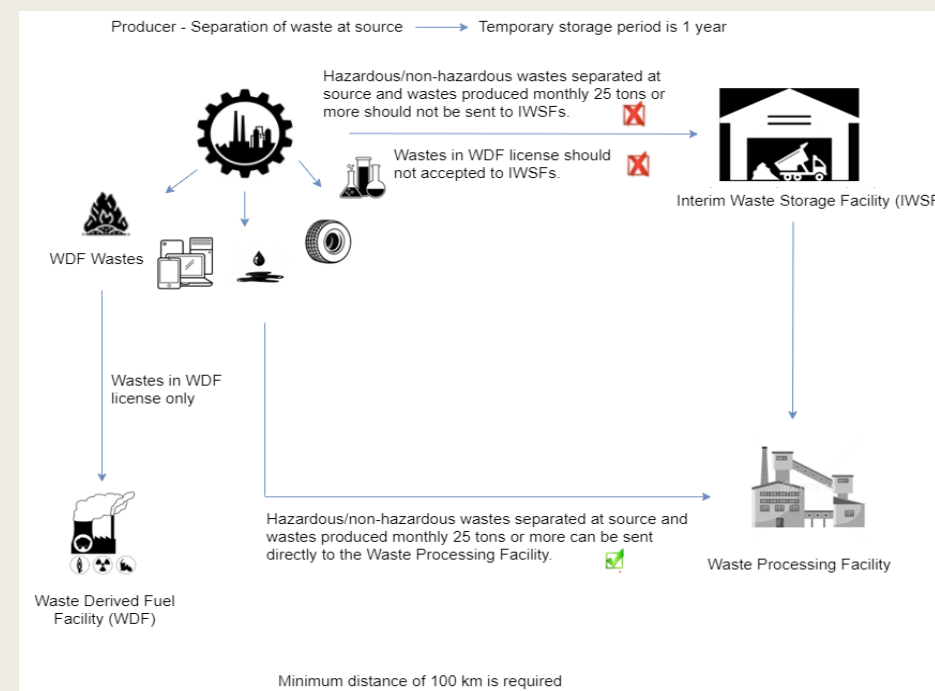 Producer - Separation of waste at source
Temporary storage period is 1 year
Hazardous/non-hazardous wastes separated at
source and wastes produced monthly 25 tons or
more should not be sent to IWSFs.
Wastes in WDF license should
not accepted to IWSFs.
Interim Waste Storage Facility (IWSF
WDF Wastes
Wastes in WDF
license only
Hazardous/non-hazardous wastes separated at source and
wastes produced monthly 25 tons or more can be sent
directly to the Waste Processing Facility.
Waste Processing Facility
Waste Derived Fuel
Facility (WDF)
Minimum distance of 100 km is required